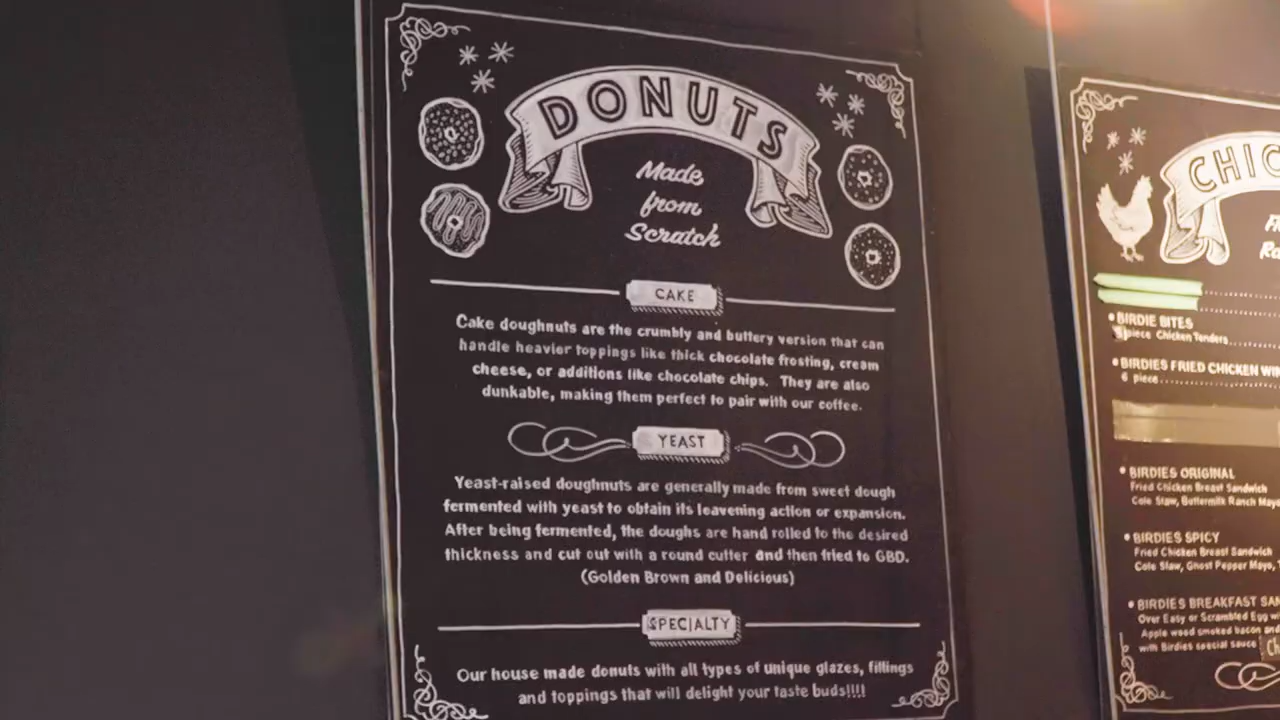 DONUTS
Made
from
Scratch
CAKE
Cake doughnuts are the crumbly and buttery version that can
handle heavier toppings like thick chocolate frosting, cream
cheese, or additions like chocolate chips. They are also
dunkable, making them perfect to pair with our coffee.
YEAST
Yeast-raised doughnuts are generally made from sweet dough
fermented with yeast to obtain its leavening action or expansion.
After being fermented, the doughs are hand rolled to the desired
thickness and cut out with a round cutter and then fried to GBD.
(Golden Brown and Delicious)
SPECIALTY
Our house made donuts with all types of unique glazes, fillings
and toppings that will delight your taste buds!!!!
CHIC
• BIRDIE BITES
piece Chicken Tenders
• BIRDIES FRIED CHICKEN WIN
6 piece
• BIRDIES ORIGINAL
Fried Chicken Breast Sandwich
Cole Slaw, Buttermilk Ranch Mayo
• BIRDIES SPICY
Fried Chicken Breast Sandwich
Cole Slaw, Ghost Pepper Mayo,
• BIRDIES BREAKFAST SAN
Over Easy or Scrambled Egg wi
Apple wood smoked bacon and
with Birdies special sauce Ch